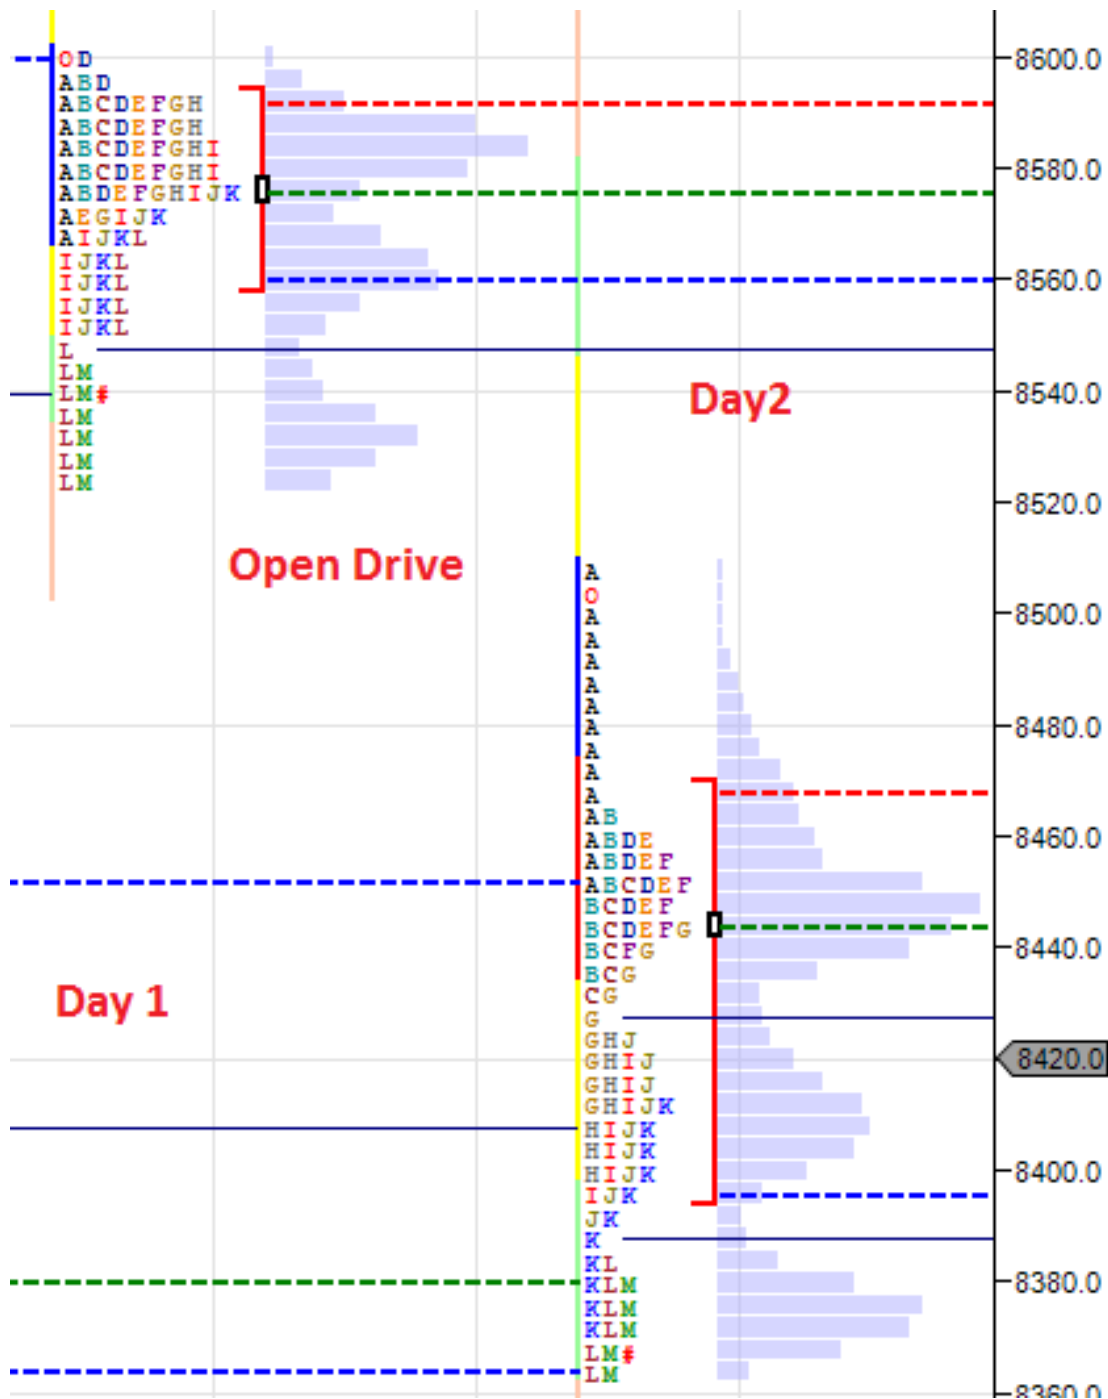 OD 8600.0
ABD
ABCDEFGH
ABCDEFGH
ABCDEFGHI
ABCDEFGHI 8580.0
ABDEFGHIJK
AEGIJK
AIJKL
IJKL
IJKL 8560.0
IJKL
IJKL
L
LM
LM# 8540.0
Day2
LM
LM
LM
LM
8520.0
Open Drive
A
O
A 8500.0
A
A
A
A
A 8480.0
A
A
A
AB
ABDE 8460.0
ABDEF
ABCDEF
BCDEF
BCDEFG
BCFG 8440.0
BCG
CG
Day 1
G
GHJ
GHIJ 8420.0
GHIJ
GHIJK
HIJK
HIJK
HIJK 8400.0
IJK
JK
K
KL
KLM 8380.0
KLM
KLM
LM#
LM
8360.0